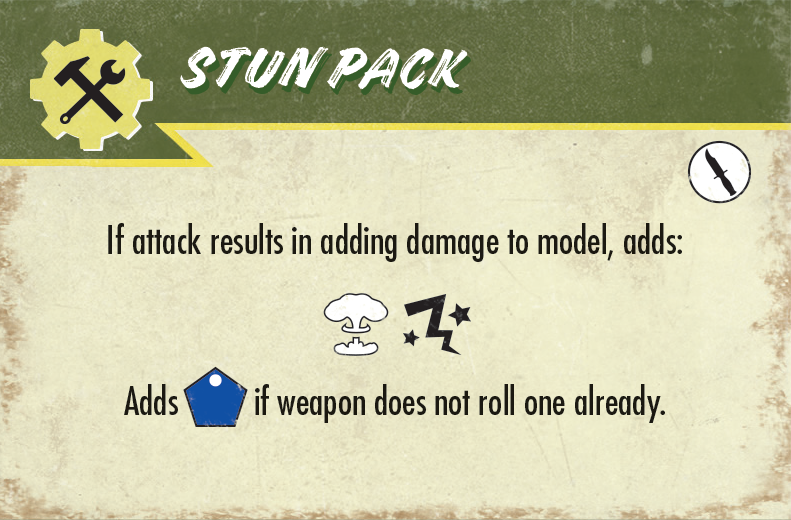 STUN PACK
If attack results in adding damage to model, adds:
Adds if weapon does not roll one already.